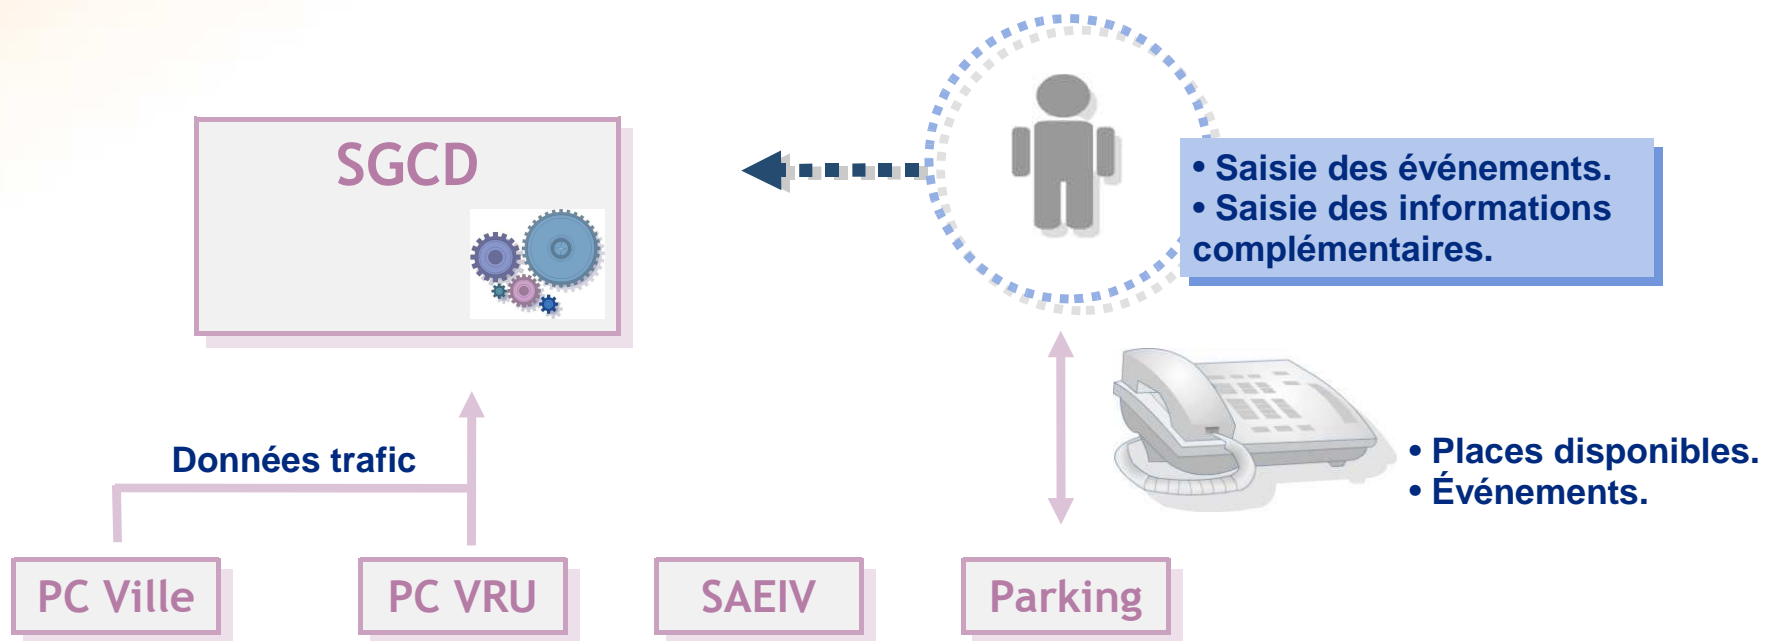 SGCD
• Saisie des événements.
• Saisie des informations
complémentaires.
Données trafic
• Places disponibles.
• Événements.
PC Ville
PC VRU
SAEIV
Parking